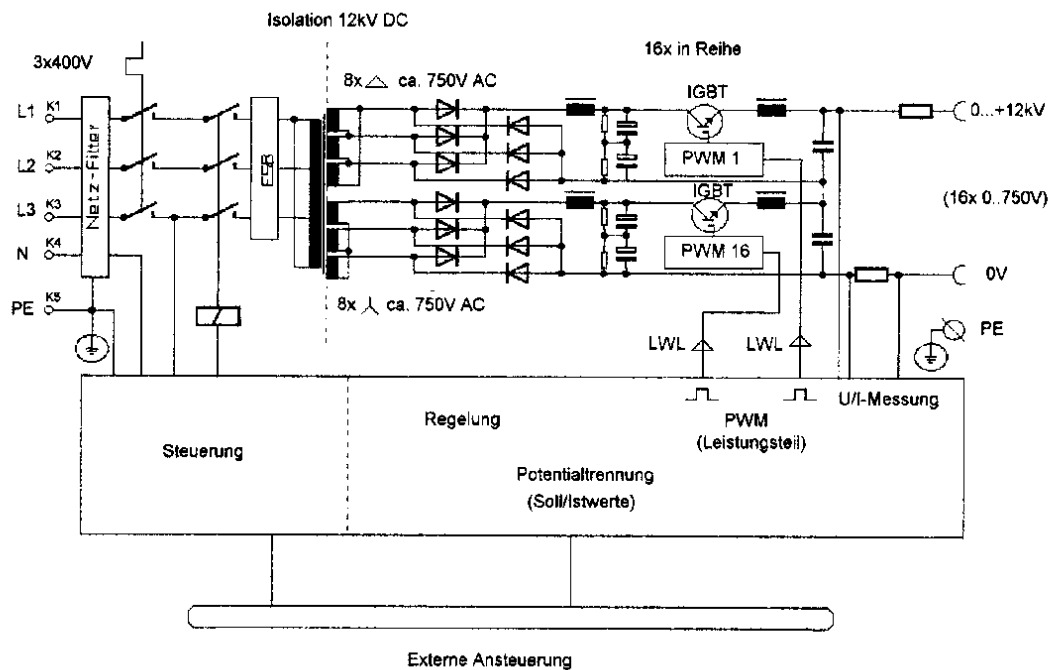 Isolation 12kV DC
3x400V
16x in Reihe
8x ca. 750V AC
IGBT
L1 K1
0...+12kV
PWM 1
L2 K2
Netz-Filter
IGBT
(16x 0..750V)
L3 K3
N K4
PWM 16
0V
PE K5
8x ca. 750V AC
LWL
LWL
PE
U/I-Messung
Regelung
PWM
(Leistungsteil)
Steuerung
Potentialtrennung
(Soll/Istwerte)
Externe Ansteuerung